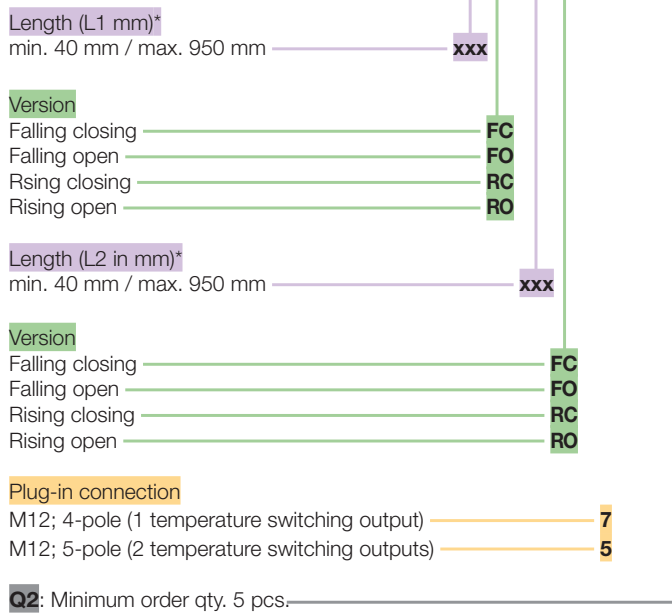 Length (L1 mm)*
min. 40 mm / max. 950 mm xxx
Version
Falling closing FC
Falling open FO
Rsing closing RC
Rising open RO
Length (L2 in mm)*
min. 40 mm / max. 950 mm xxx
Version
Falling closing FC
Falling open FO
Rising closing RC
Rising open RO
Plug-in connection
M12; 4-pole (1 temperature switching output) 7
M12; 5-pole (2 temperature switching outputs) 5
Q2: Minimum order qty. 5 pcs.